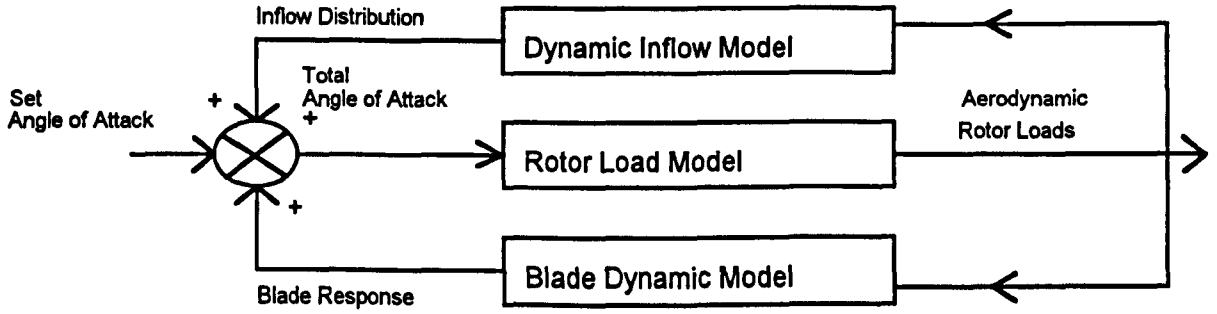 Inflow Distribution
Dynamic Inflow Model
Set
Angle of Attack
+
Total
Angle of Attack
+
Aerodynamic
Rotor Loads
Rotor Load Model
+
Blade Dynamic Model
Blade Response